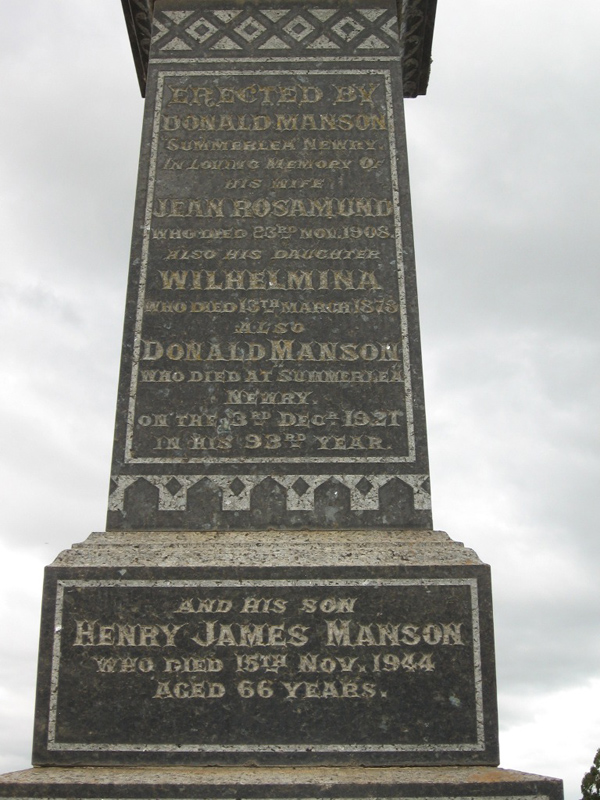 ERECTED BY
DONALD MANSON
SUMMERLEA NEWRY.
IN LOVING MEMORY OF
HIS WIFE
JEAN ROSAMUND
WHO DIED 23RD NOV. 1908.
ALSO HIS DAUGHTER
WILHELMINA
WHO DIED 13TH MARCH 1875
ALSO
DONALD MANSON
WHO DIED AT SUMMERLEA
NEWRY.
ON THE 3RD DECR 1921
IN HIS 93RD YEAR.
AND HIS SON
HENRY JAMES MANSON
WHO DIED 15TH NOV. 1944
AGED 66 YEARS.